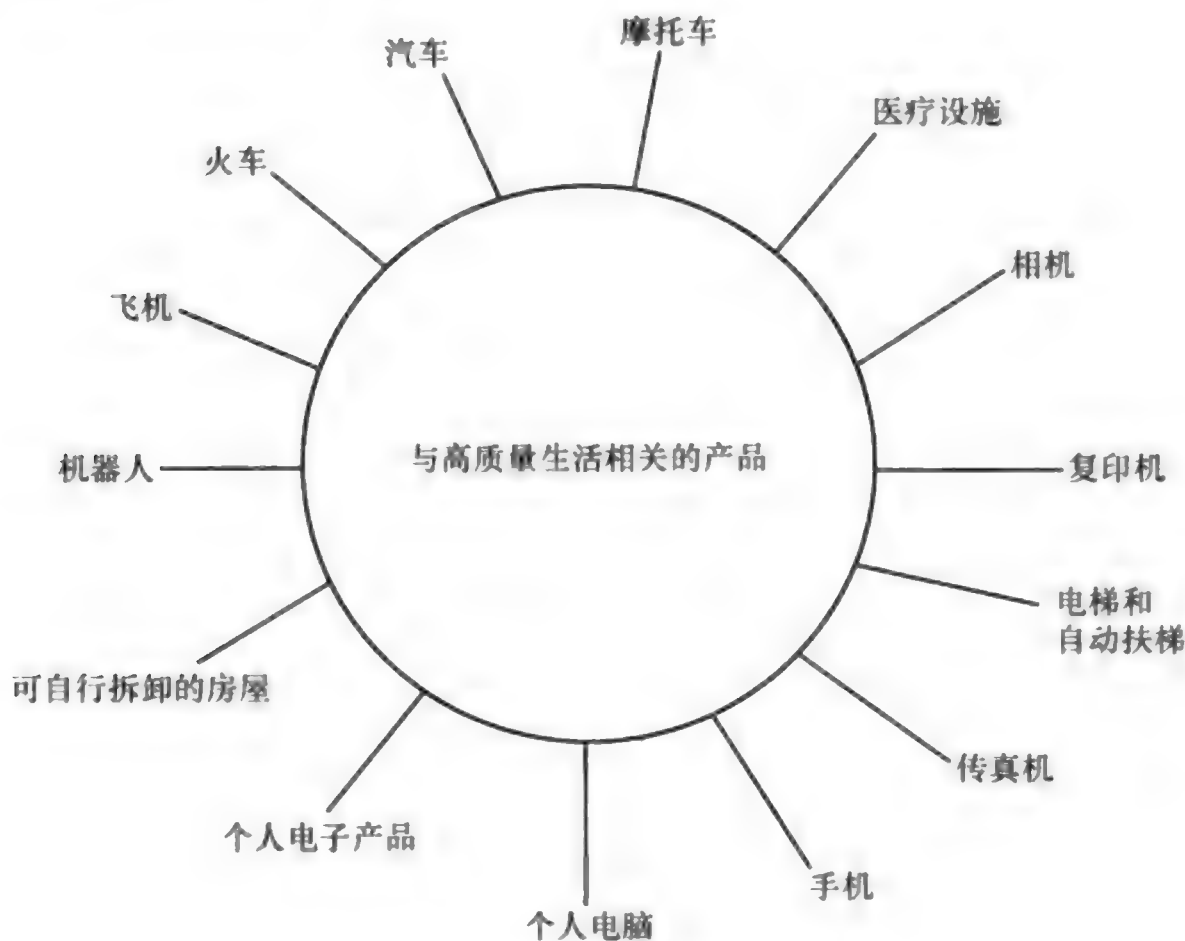 摩托车
汽车
医疗设施
火车
相机
飞机
与高质量生活相关的产品
机器人
复印机
电梯和
自动扶梯
可自行拆卸的房屋
传真机
个人电子产品
手机
个人电脑